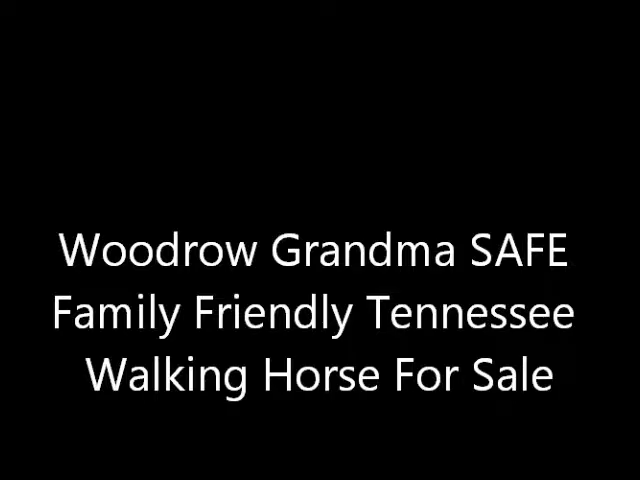 Woodrow Grandma SAFE
Family Friendly Tennessee
Walking Horse For Sale